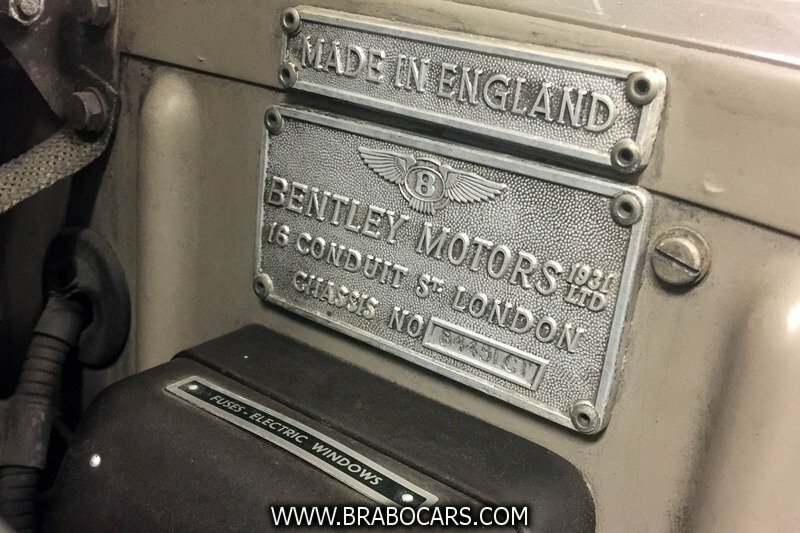 MADE IN ENGLAND
B
BENTLEY MOTORS 1931 LTD
16 CONDUIT ST. LONDON
CHASSIS NO
FUSES - ELECTRIC WINDOWS
WWW.BRABOCARS.COM